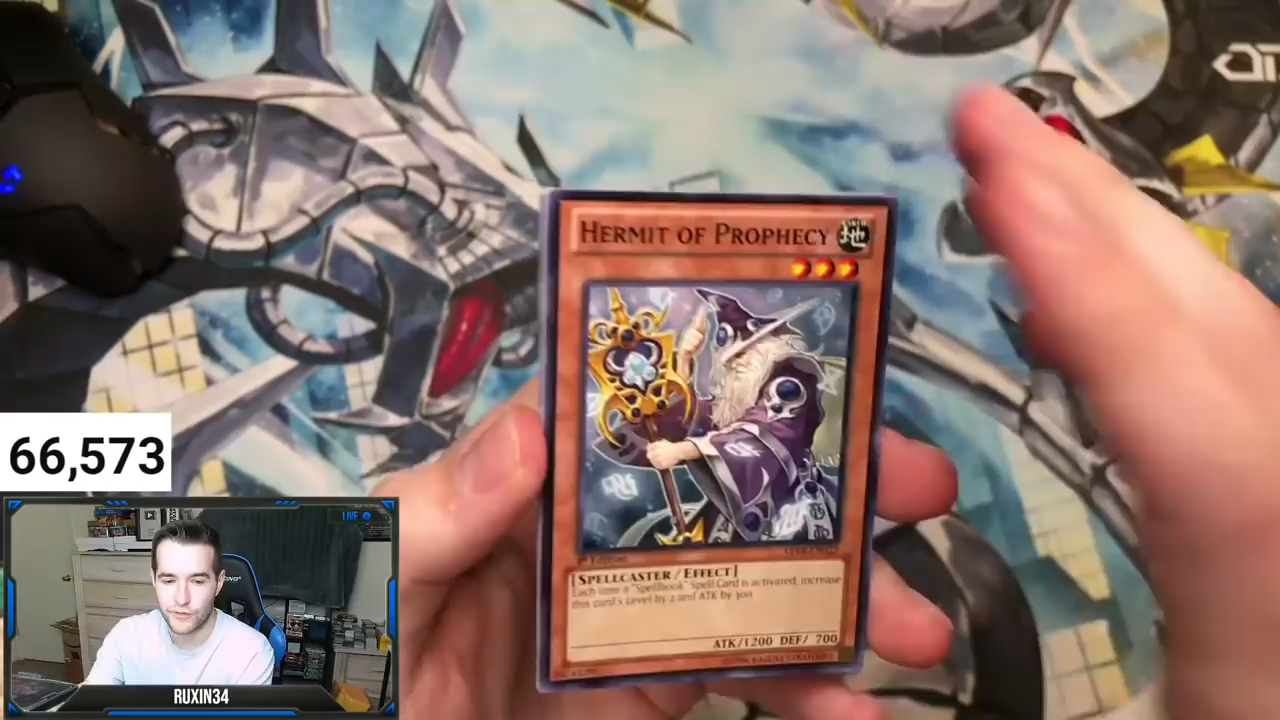 HERMIT OF PROPHECY
EARTH
地
1st Edition
[SPELLCASTER / EFFECT]
Each time a "Spellbook" Spell Card is activated, increase
this card's Level by 2 and ATK by 300
ATK/1200 DEF/ 700
66,573
LIVE
RUXIN34